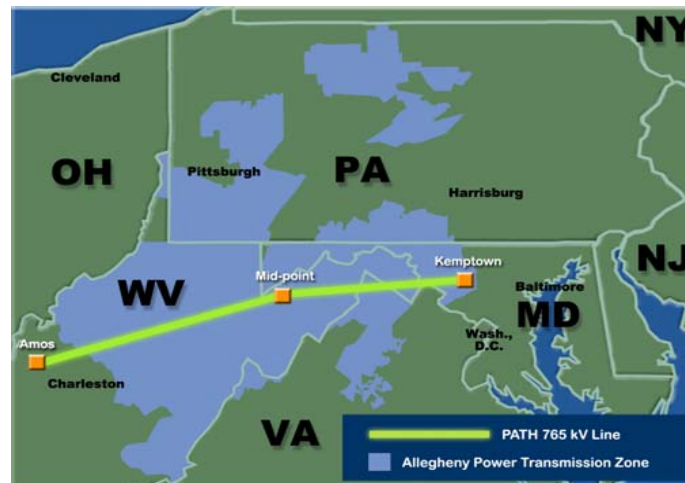 NY
Cleveland
OH
Pittsburgh
PA
Harrisburg
NJ
Kemptown
Mid-point
WV
Baltimore
MD
Wash.,
D.C.
Amos
Charleston
VA
PATH 765 kV Line
Allegheny Power Transmission Zone